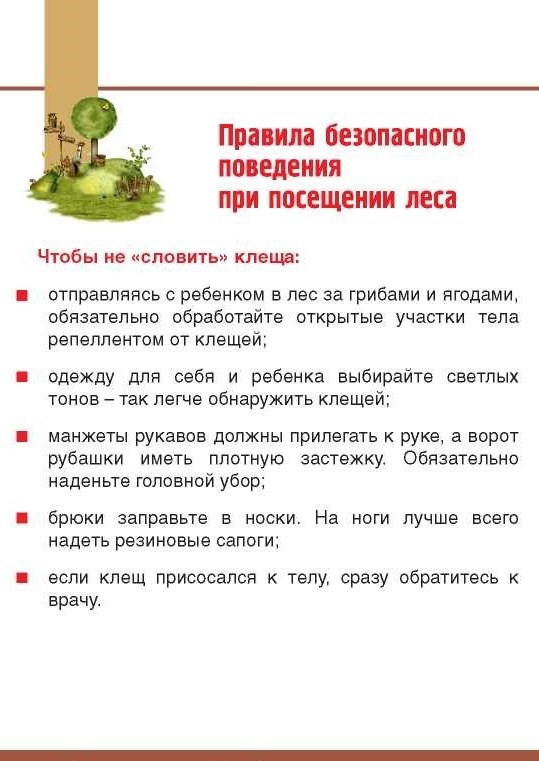 Правила безопасного
поведения
при посещении леса
Чтобы не «словить» клеща:
отправляясь с ребенком в лес за грибами и ягодами,
обязательно обработайте открытые участки тела
репеллентом от клещей;
одежду для себя и ребенка выбирайте светлых
тонов – так легче обнаружить клещей;
манжеты рукавов должны прилегать к руке, а ворот
рубашки иметь плотную застежку. Обязательно
наденьте головной убор;
брюки заправьте в носки. На ноги лучше всего
надеть резиновые сапоги;
если клещ присосался к телу, сразу обратитесь к
врачу.